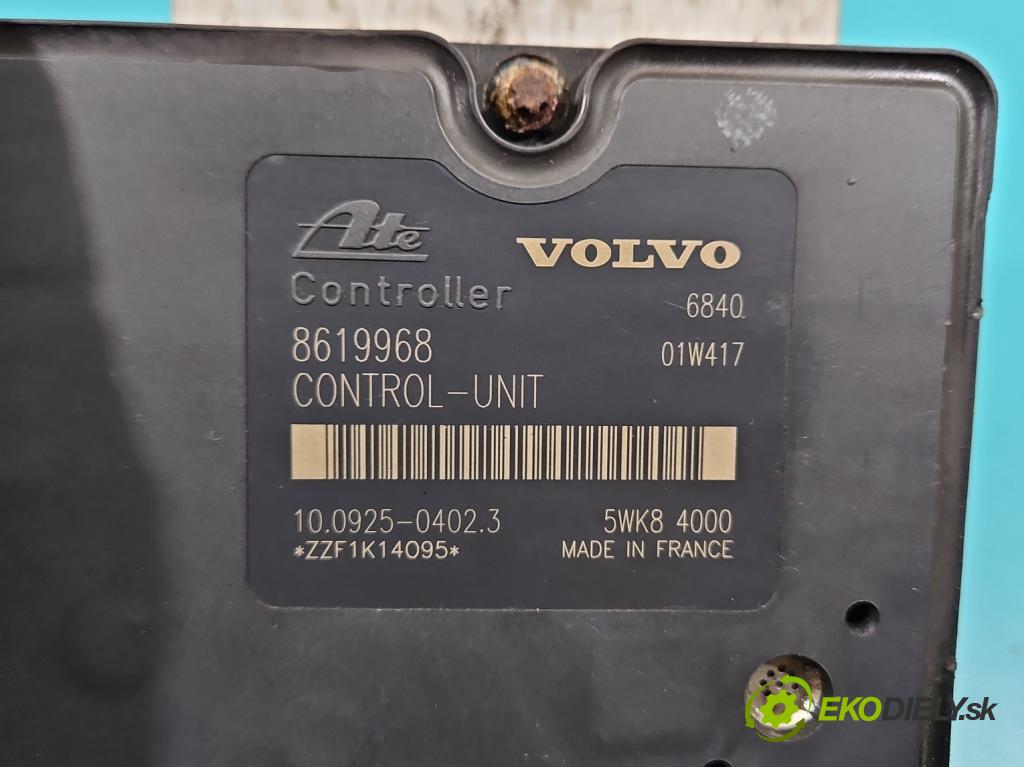 Ate VOLVO
Controller 6840
8619968 01W417
CONTROL-UNIT
10.0925-0402.3 5WK8 4000
*ZZF1K14095* MADE IN FRANCE
EKODIELY.sk